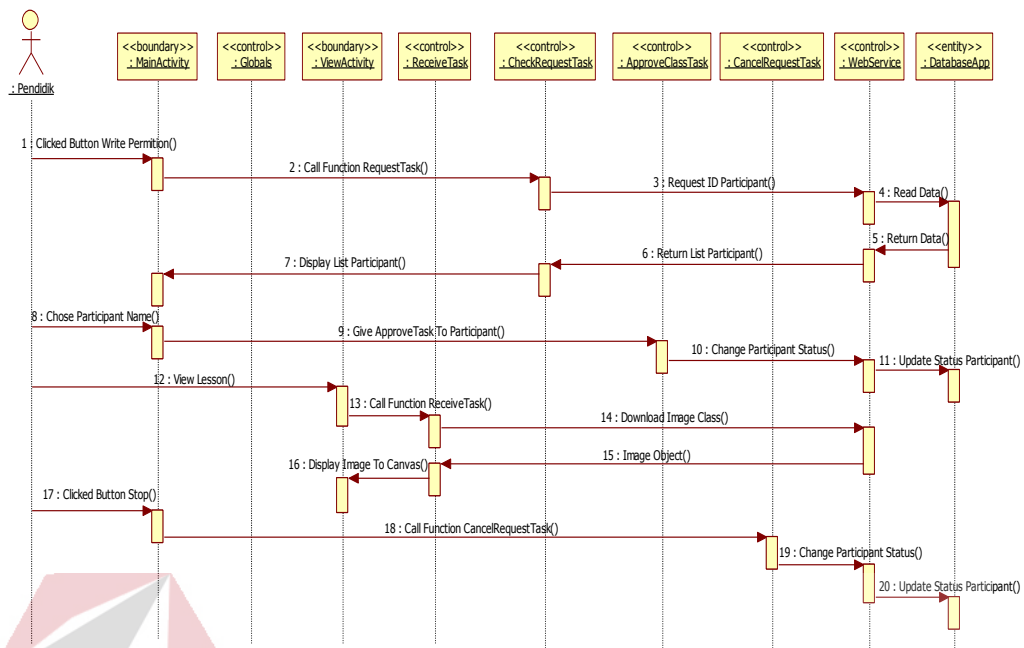 <<boundary>>
: MainActivity
<<control>>
: Globals
<<boundary>>
: ViewActivity
<<control>>
: ReceiveTask
<<control>>
: CheckRequestTask
<<control>>
: ApproveClassTask
<<control>>
: CancelRequestTask
<<control>>
: WebService
<<entity>>
: DatabaseApp
: Pendidik
1 : Clicked Button Write Permition()
2 : Call Function RequestTask()
3 : Request ID Participant()
4 : Read Data()
5 : Return Data()
6 : Return List Participant()
7 : Display List Participant()
8 : Chose Participant Name()
9 : Give ApproveTask To Participant()
10 : Change Participant Status()
11 : Update Status Participant()
12 : View Lesson()
13 : Call Function ReceiveTask()
14 : Download Image Class()
15 : Image Object()
16 : Display Image To Canvas()
17 : Clicked Button Stop()
18 : Call Function CancelRequestTask()
19 : Change Participant Status()
20 : Update Status Participant()